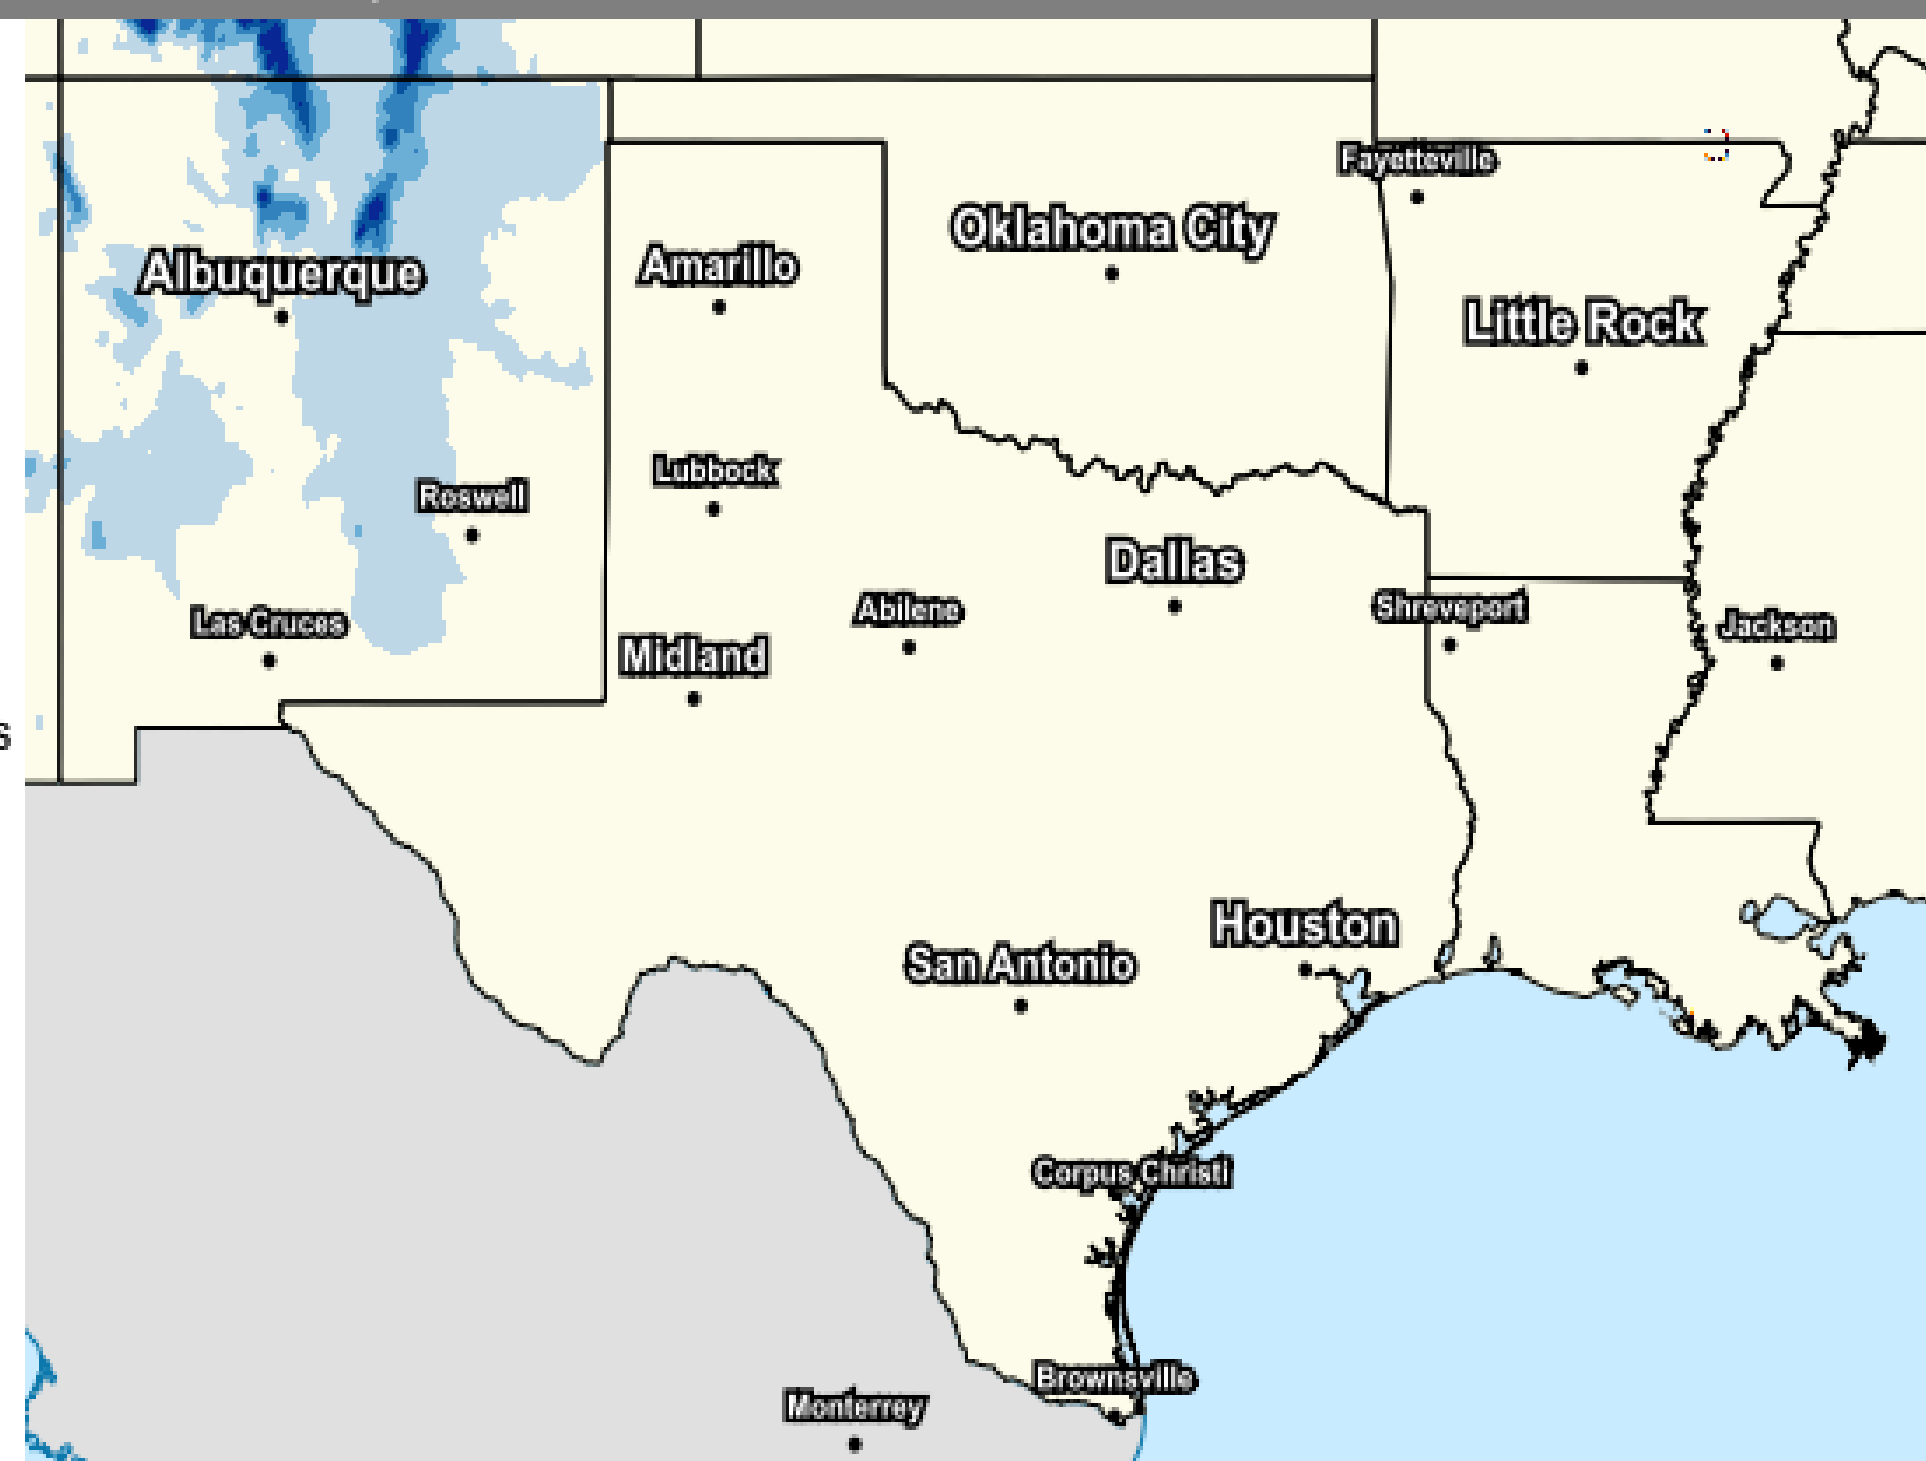 Fayetteville
Oklahoma City
Albuquerque
Amarillo
Little Rock
Lubbock
Roswell
Dallas
Abilene
Shreveport
Las Cruces
Jackson
Midland
s
Houston
San Antonio
Corpus Christi
Brownsville
Monterrey